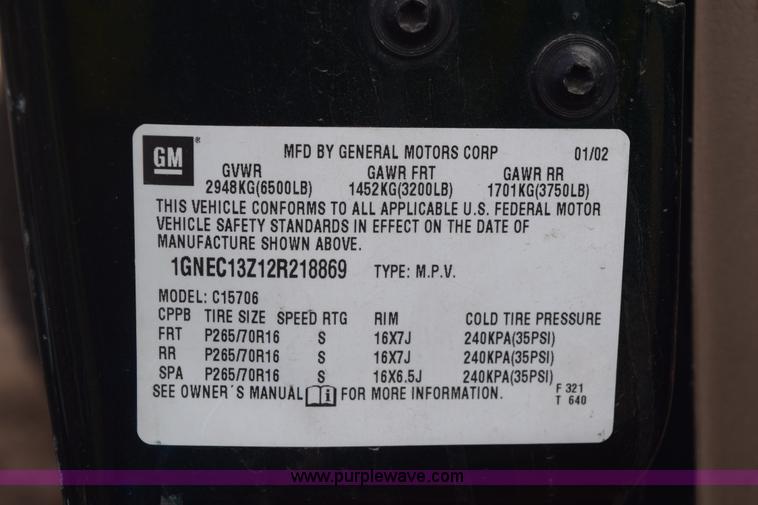 GM ® MFD BY GENERAL MOTORS CORP 01/02
GVWR GAWR FRT GAWR RR
2948KG(6500LB) 1452KG(3200LB) 1701KG(3750LB)
THIS VEHICLE CONFORMS TO ALL APPLICABLE U.S. FEDERAL MOTOR
VEHICLE SAFETY STANDARDS IN EFFECT ON THE DATE OF
MANUFACTURE SHOWN ABOVE.
1GNEC13Z12R218869 TYPE: M.P.V.
MODEL: C15706
CPPB TIRE SIZE SPEED RTG RIM COLD TIRE PRESSURE
FRT P265/70R16 S 16X7J 240KPA(35PSI)
RR P265/70R16 S 16X7J 240KPA(35PSI)
SPA P265/70R16 S 16X6.5J 240KPA(35PSI)
SEE OWNER´S MANUAL i FOR MORE INFORMATION. F 321
T 640
www.purplewave.com